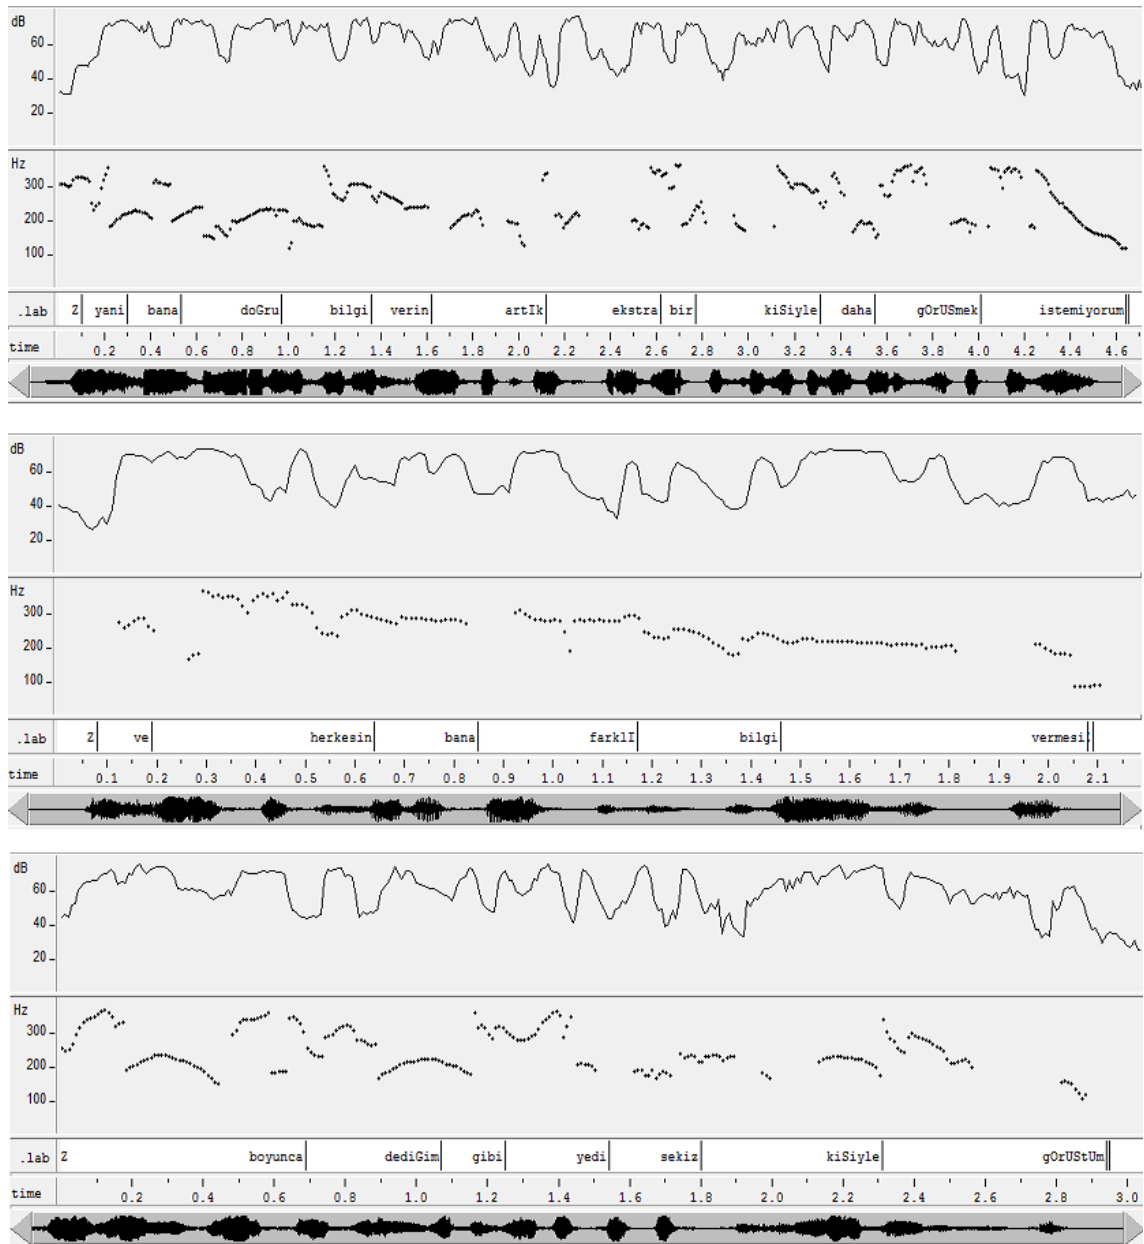 dB
60
40
20
Hz
300
200
100
.lab Z yani bana doGru bilgi verin artIk ekstra bir kiSiyle daha gOrUSmek istemiyorum
time 0.2 0.4 0.6 0.8 1.0 1.2 1.4 1.6 1.8 2.0 2.2 2.4 2.6 2.8 3.0 3.2 3.4 3.6 3.8 4.0 4.2 4.4 4.6
dB
60
40
20
Hz
300
200
100
.lab Z ve herkesin bana farklI bilgi vermesi
time 0.1 0.2 0.3 0.4 0.5 0.6 0.7 0.8 0.9 1.0 1.1 1.2 1.3 1.4 1.5 1.6 1.7 1.8 1.9 2.0 2.1
dB
60
40
20
Hz
300
200
100
.lab Z boyunca dediGim gibi yedi sekiz kiSiyle gOrUStUm
time 0.2 0.4 0.6 0.8 1.0 1.2 1.4 1.6 1.8 2.0 2.2 2.4 2.6 2.8 3.0